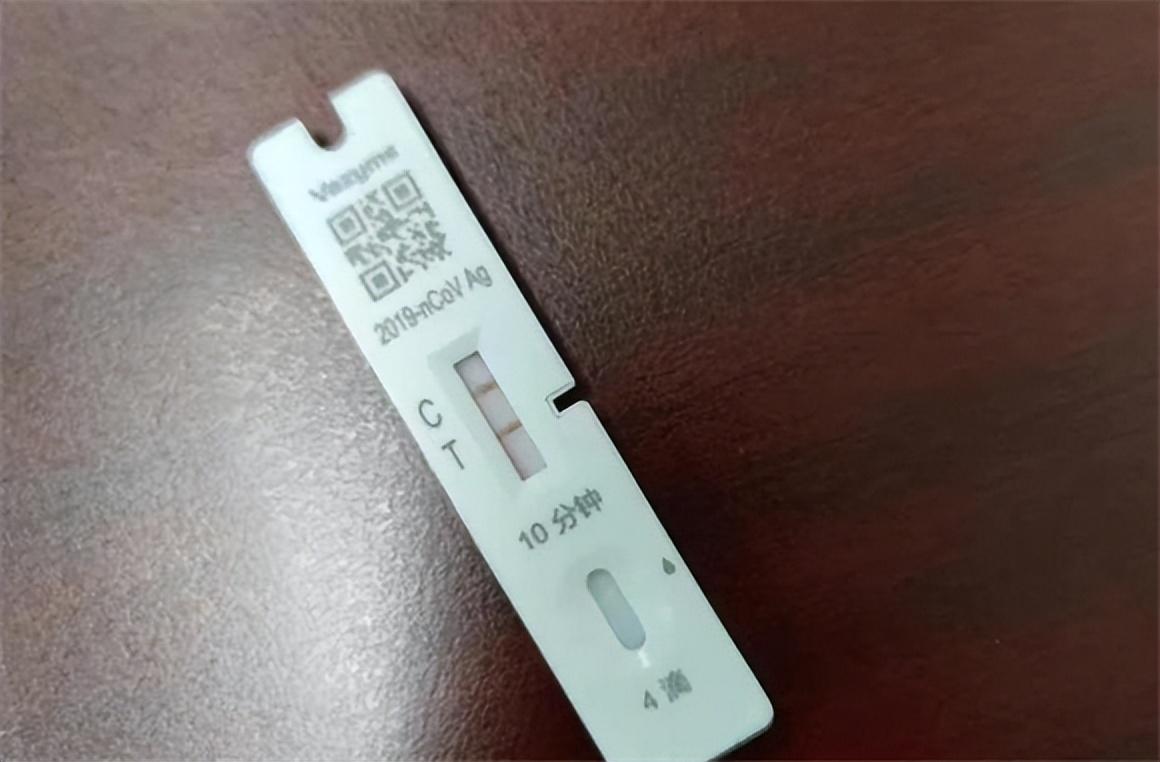 Vazyme
2019-nCoV Ag
C
T
10 分钟
4 滴